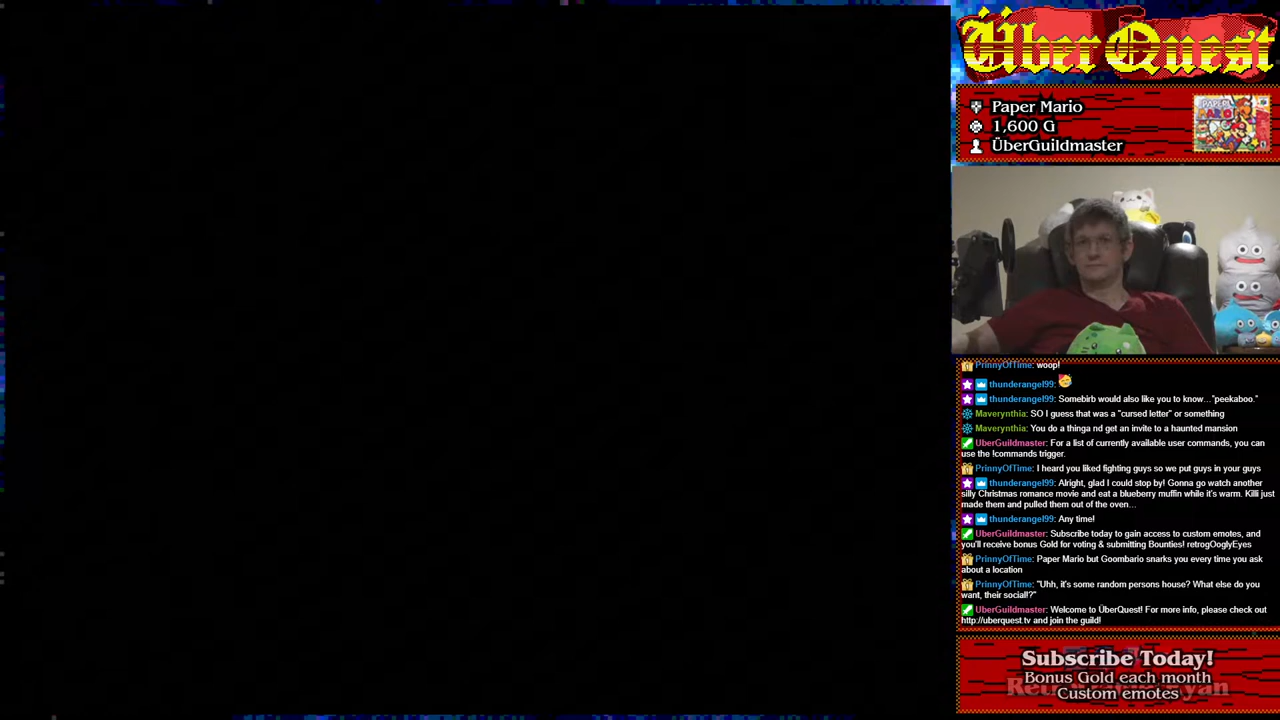 Über Quest
Paper Mario
1,600 G
ÜberGuildmaster
PAPER
MARIO
PrinnyOfTime: woop!
thunderangel99:
thunderangel99: Somebirb would also like you to know…"peekaboo."
Maverynthia: SO I guess that was a "cursed letter" or something
Maverynthia: You do a thinga nd get an invite to a haunted mansion
UberGuildmaster: For a list of currently available user commands, you can
use the !commands trigger.
PrinnyOfTime: I heard you liked fighting guys so we put guys in your guys
thunderangel99: Alright, glad I could stop by! Gonna go watch another
silly Christmas romance movie and eat a blueberry muffin while it's warm. Killi just
made them and pulled them out of the oven…
thunderangel99: Any time!
UberGuildmaster: Subscribe today to gain access to custom emotes, and
you'll receive bonus Gold for voting & submitting Bounties! retrogOoglyEyes
PrinnyOfTime: Paper Mario but Goombario snarks you every time you ask
about a location
PrinnyOfTime: "Uhh, it's some random persons house? What else do you
want, their social!?"
UberGuildmaster: Welcome to ÜberQuest! For more info, please check out
http://uberquest.tv and join the guild!
Subscribe Today!
Bonus Gold each month
Custom emotes